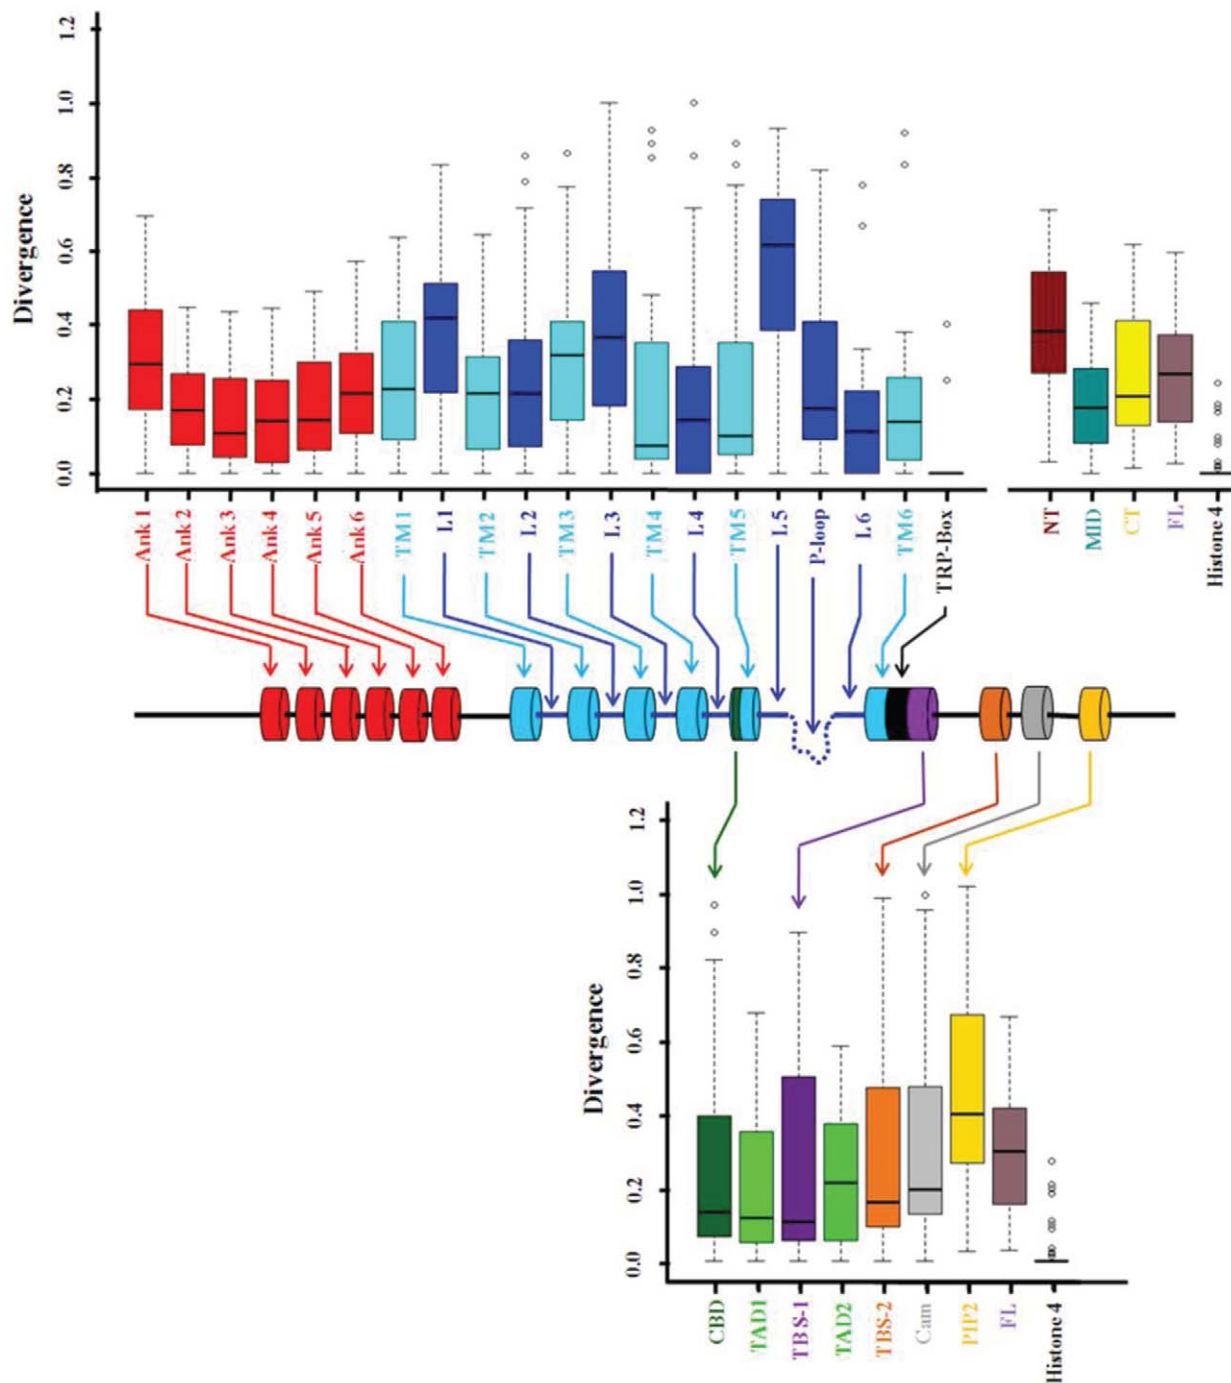 Divergence
1.2
1.0
0.8
0.6
0.4
0.2
0.0
Ank 1
Ank 2
Ank 3
Ank 4
Ank 5
Ank 6
TM1
L1
TM2
L2
TM3
L3
TM4
L4
TM5
L5
P-loop
L6
TM6
TRP-Box
NT
MID
CT
FL
Histone 4
Divergence
1.2
1.0
0.8
0.6
0.4
0.2
0.0
CBD
TAD1
TBS-1
TAD2
TBS-2
Cam
PIP2
FL
Histone 4